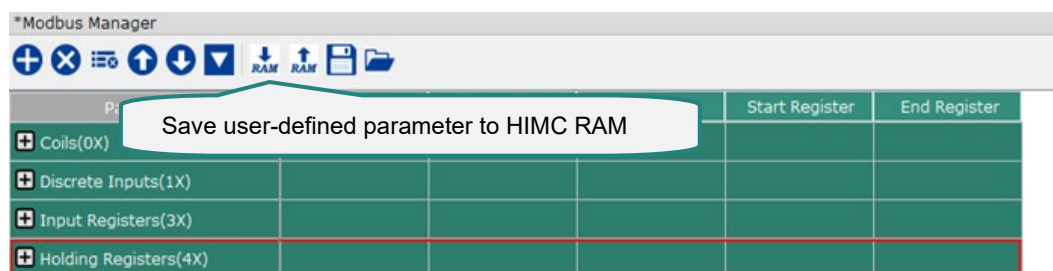 *Modbus Manager
RAM RAM
Pa
Start Register End Register
Save user-defined parameter to HIMC RAM
Coils(0X)
Discrete Inputs(1X)
Input Registers(3X)
Holding Registers(4X)